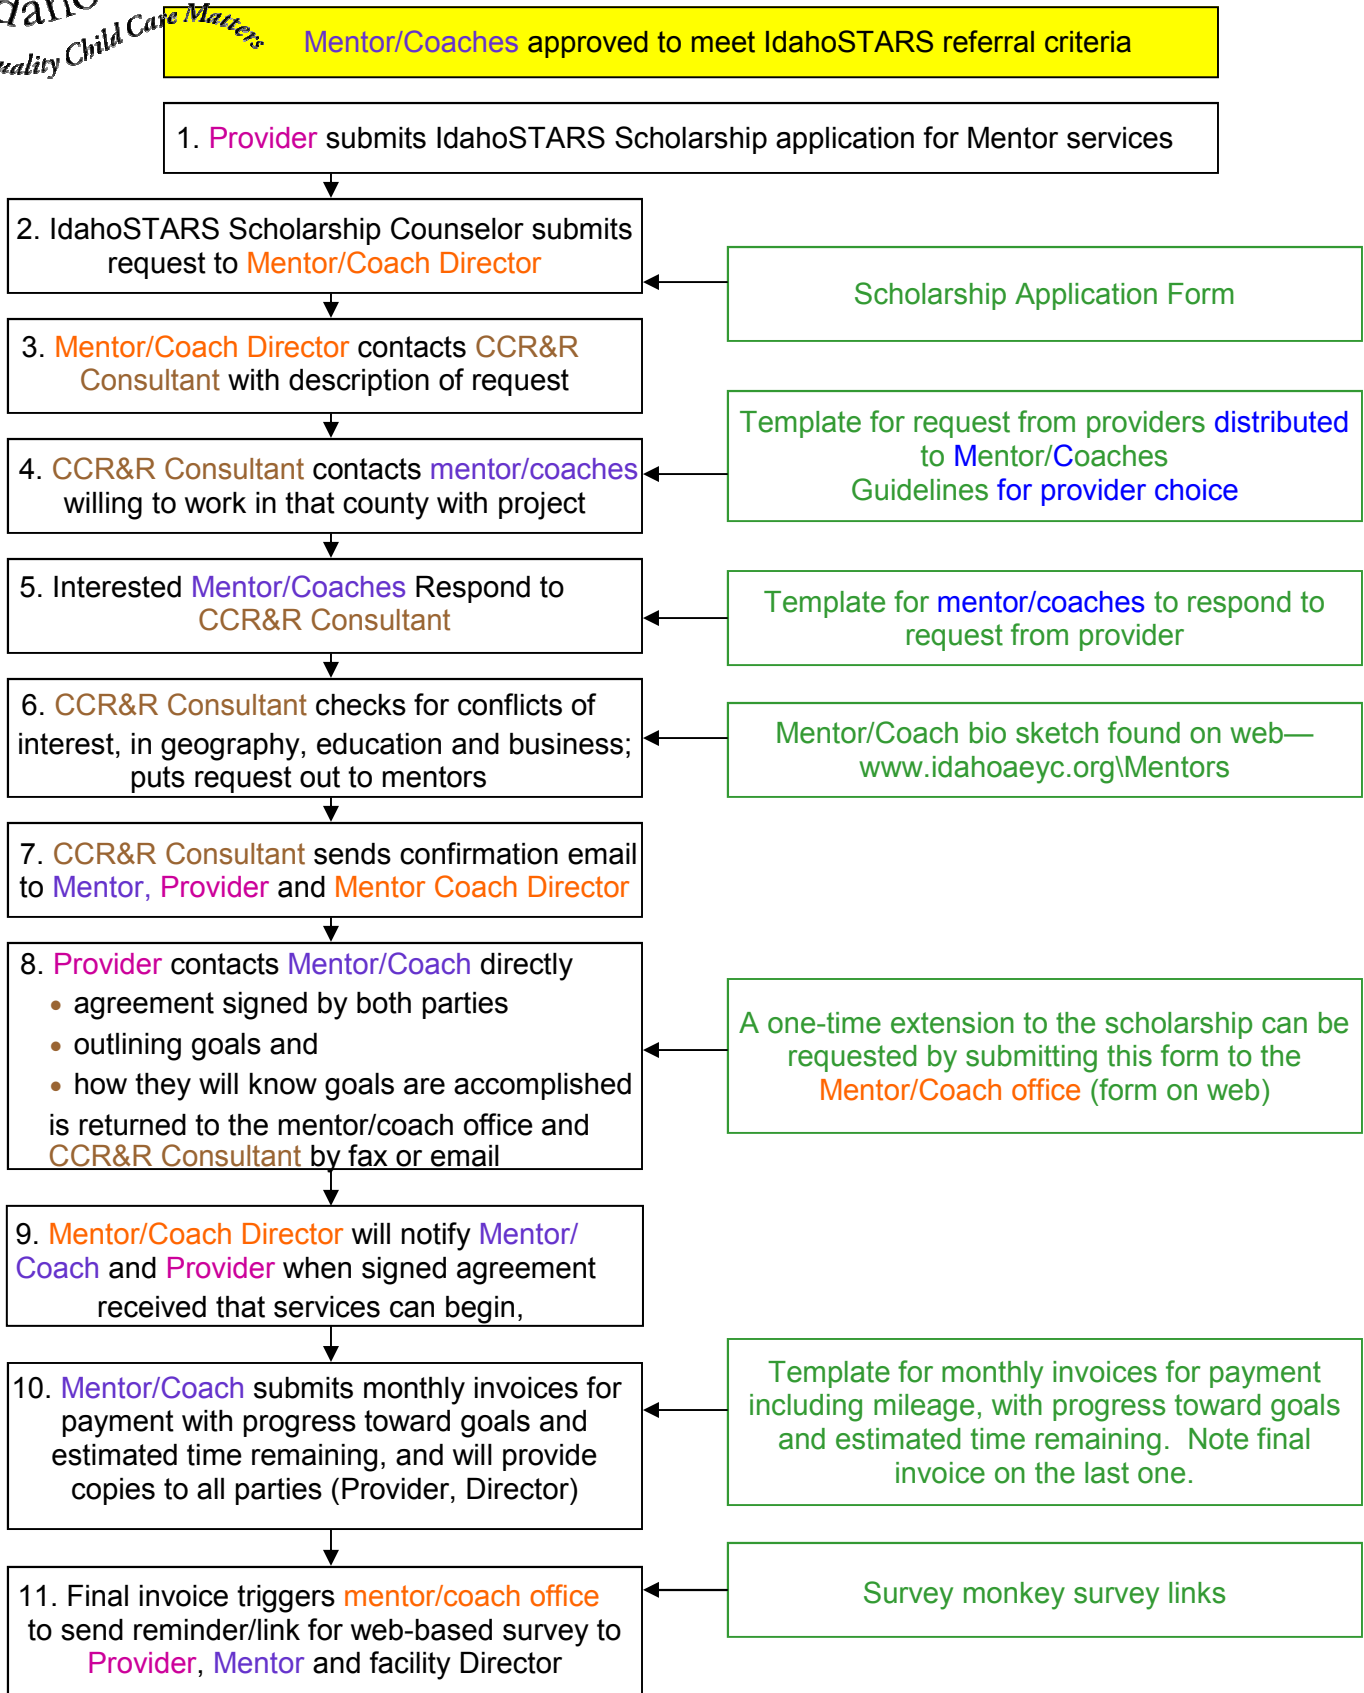 Quality Child Care Matters
Mentor/Coaches approved to meet IdahoSTARS referral criteria
1. Provider submits IdahoSTARS Scholarship application for Mentor services
2. IdahoSTARS Scholarship Counselor submits
request to Mentor/Coach Director
Scholarship Application Form
3. Mentor/Coach Director contacts CCR&R
Consultant with description of request
4. CCR&R Consultant contacts mentor/coaches
willing to work in that county with project
Template for request from providers distributed
to Mentor/Coaches
Guidelines for provider choice
5. Interested Mentor/Coaches Respond to
CCR&R Consultant
Template for mentor/coaches to respond to
request from provider
6. CCR&R Consultant checks for conflicts of
interest, in geography, education and business;
puts request out to mentors
Mentor/Coach bio sketch found on web—
www.idahoaeyc.org\Mentors
7. CCR&R Consultant sends confirmation email
to Mentor, Provider and Mentor Coach Director
8. Provider contacts Mentor/Coach directly
• agreement signed by both parties
• outlining goals and
• how they will know goals are accomplished
is returned to the mentor/coach office and
CCR&R Consultant by fax or email
A one-time extension to the scholarship can be
requested by submitting this form to the
Mentor/Coach office (form on web)
9. Mentor/Coach Director will notify Mentor/
Coach and Provider when signed agreement
received that services can begin,
10. Mentor/Coach submits monthly invoices for
payment with progress toward goals and
estimated time remaining, and will provide
copies to all parties (Provider, Director)
Template for monthly invoices for payment
including mileage, with progress toward goals
and estimated time remaining.  Note final
invoice on the last one.
11. Final invoice triggers mentor/coach office
to send reminder/link for web-based survey to
Provider, Mentor and facility Director
Survey monkey survey links